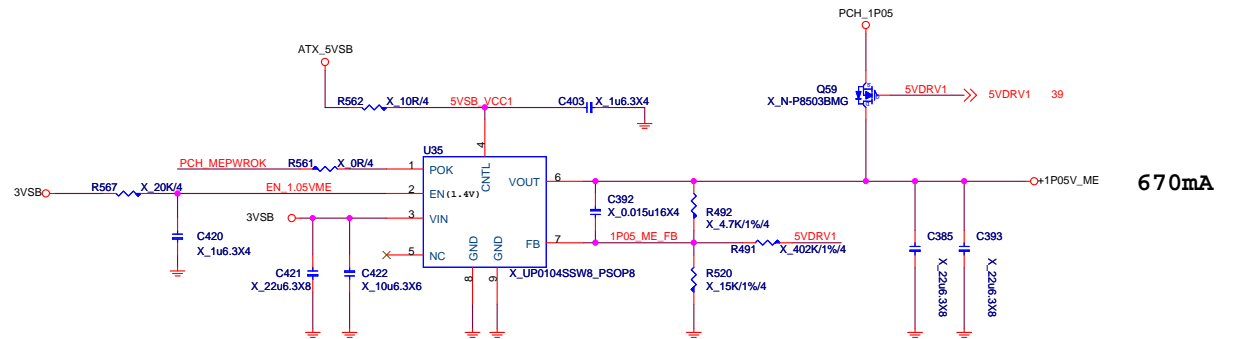 PCH_1P05
ATX_5VSB
Q59
X_N-P8503BMG
5VDRV1
5VDRV1 39
R562 X_10R/4
5VSB_VCC1
C403 X_1u6.3X4
U35
4
PCH_MEPWROK
R561 X_0R/4
1 POK
CNTL
VOUT 6
+1P05V_ME
670mA
3VSB
R567 X_20K/4
EN_1.05VME
2 EN(1.4V)
C392
X_0.015u16X4
R492
X_4.7K/1%/4
3VSB
3 VIN
C420
X_1u6.3X4
FB 7
1P05_ME_FB
5VDRV1
R491 X_402K/1%/4
5 NC
GND
GND
C421
X_22u6.3X8
C422
X_10u6.3X6
X_UP0104SSW8_PSOP8
8
9
R520
X_15K/1%/4
C385
X_22u6.3X8
C393
X_22u6.3X8